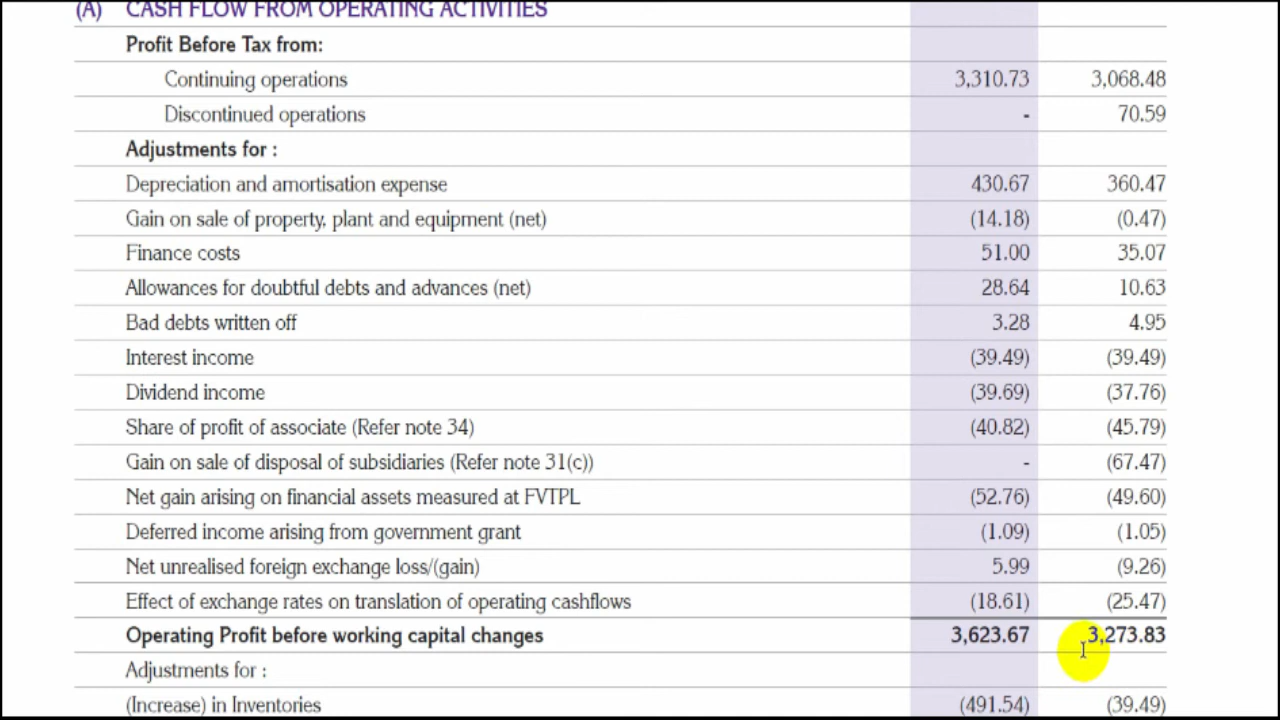 (A) CASH FLOW FROM OPERATING ACTIVITIES
Profit Before Tax from:
Continuing operations 3,310.73 3,068.48
Discontinued operations - 70.59
Adjustments for :
Depreciation and amortisation expense 430.67 360.47
Gain on sale of property, plant and equipment (net) (14.18) (0.47)
Finance costs 51.00 35.07
Allowances for doubtful debts and advances (net) 28.64 10.63
Bad debts written off 3.28 4.95
Interest income (39.49) (39.49)
Dividend income (39.69) (37.76)
Share of profit of associate (Refer note 34) (40.82) (45.79)
Gain on sale of disposal of subsidiaries (Refer note 31(c)) - (67.47)
Net gain arising on financial assets measured at FVTPL (52.76) (49.60)
Deferred income arising from government grant (1.09) (1.05)
Net unrealised foreign exchange loss/(gain) 5.99 (9.26)
Effect of exchange rates on translation of operating cashflows (18.61) (25.47)
Operating Profit before working capital changes 3,623.67 3,273.83
Adjustments for :
(Increase) in Inventories (491.54) (39.49)